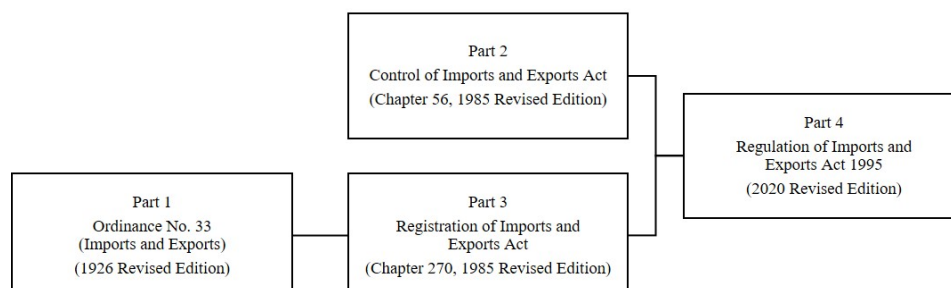 Part 2
Control of Imports and Exports Act
(Chapter 56, 1985 Revised Edition)
Part 4
Regulation of Imports and
Exports Act 1995
(2020 Revised Edition)
Part 1
Ordinance No. 33
(Imports and Exports)
(1926 Revised Edition)
Part 3
Registration of Imports and
Exports Act
(Chapter 270, 1985 Revised Edition)